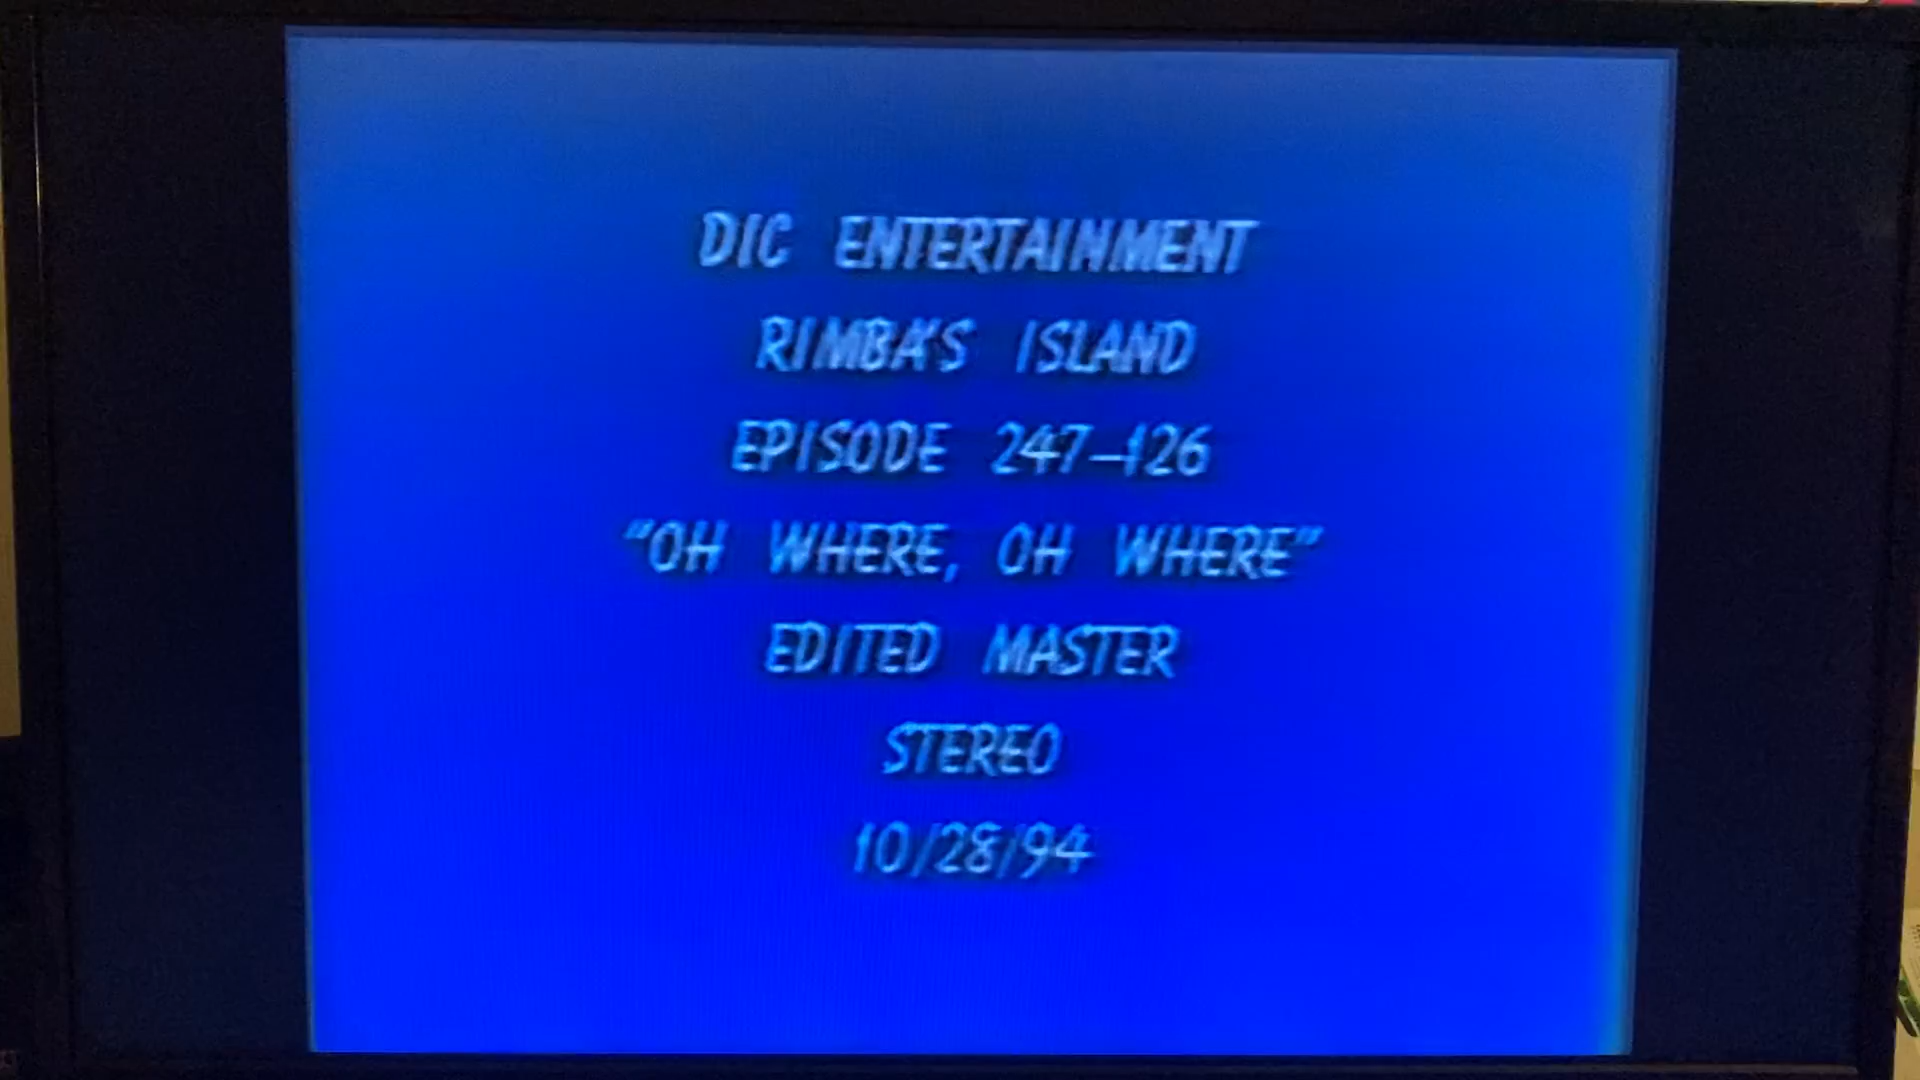 DIC ENTERTAINMENT
RIMBA'S ISLAND
EPISODE 247-126
"OH WHERE, OH WHERE"
EDITED MASTER
STEREO
10/28/94